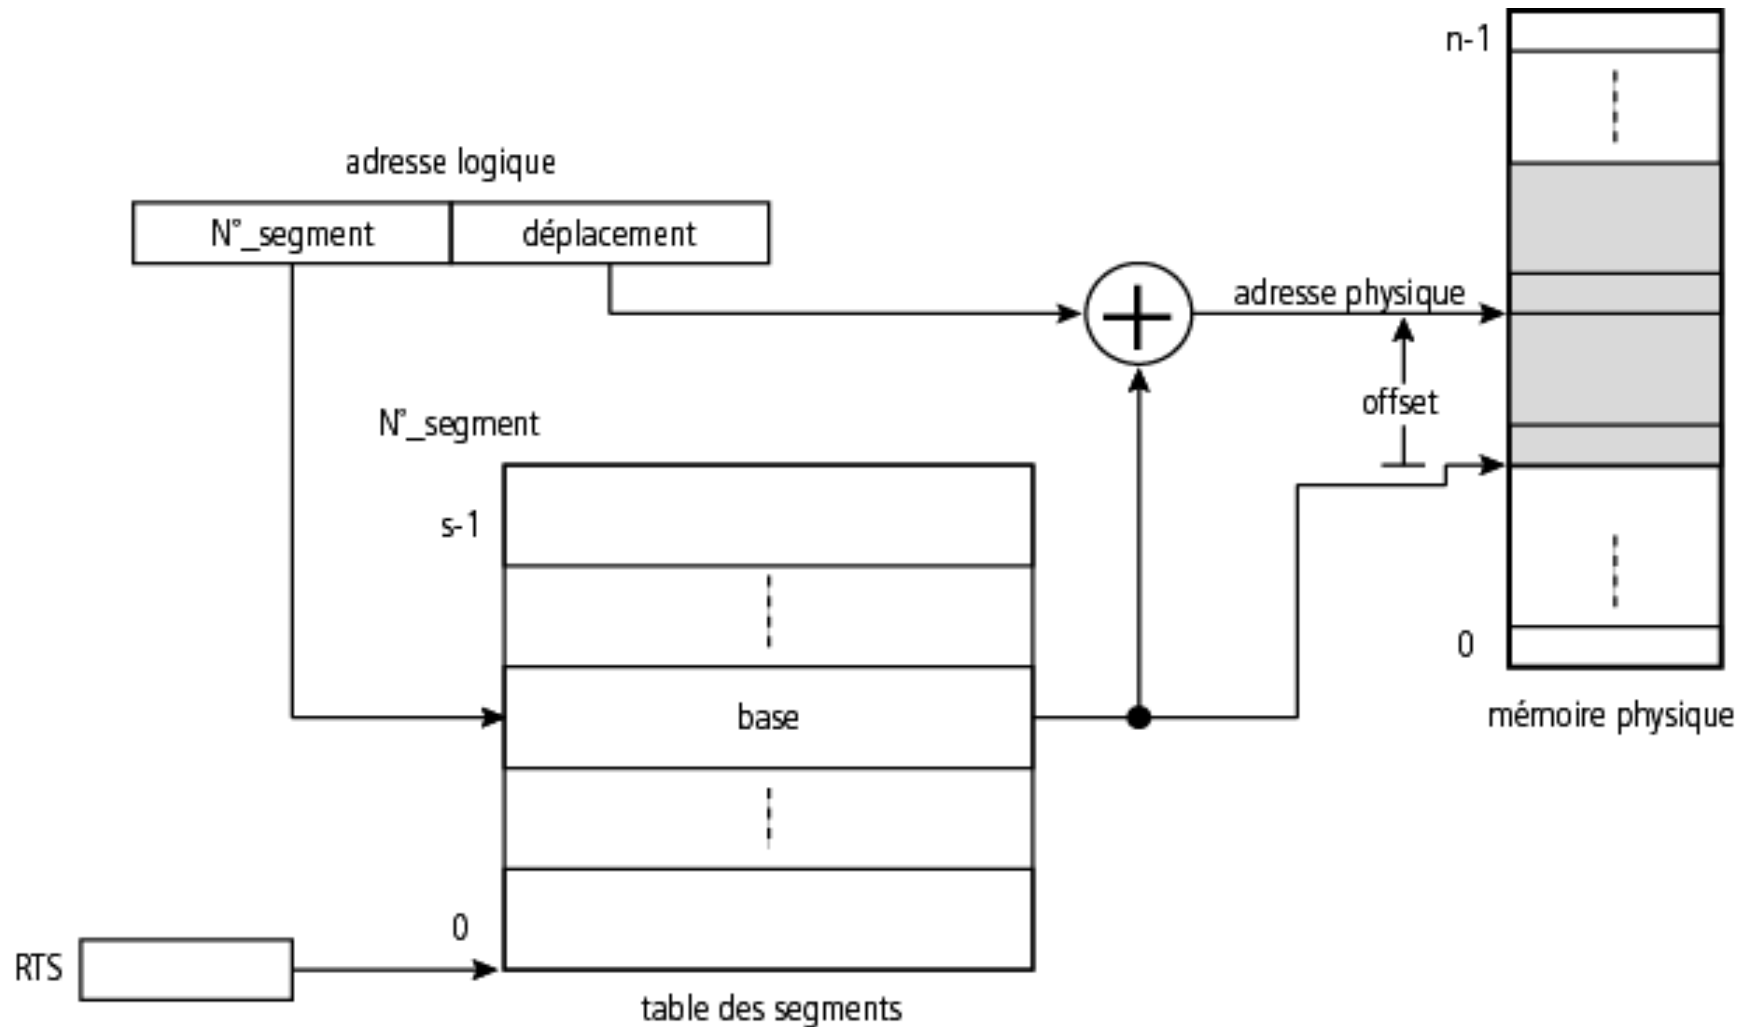 n-1
adresse logique
N°_segment
déplacement
adresse physique
offset
N°_segment
s-1
0
base
mémoire physique
0
RTS
table des segments